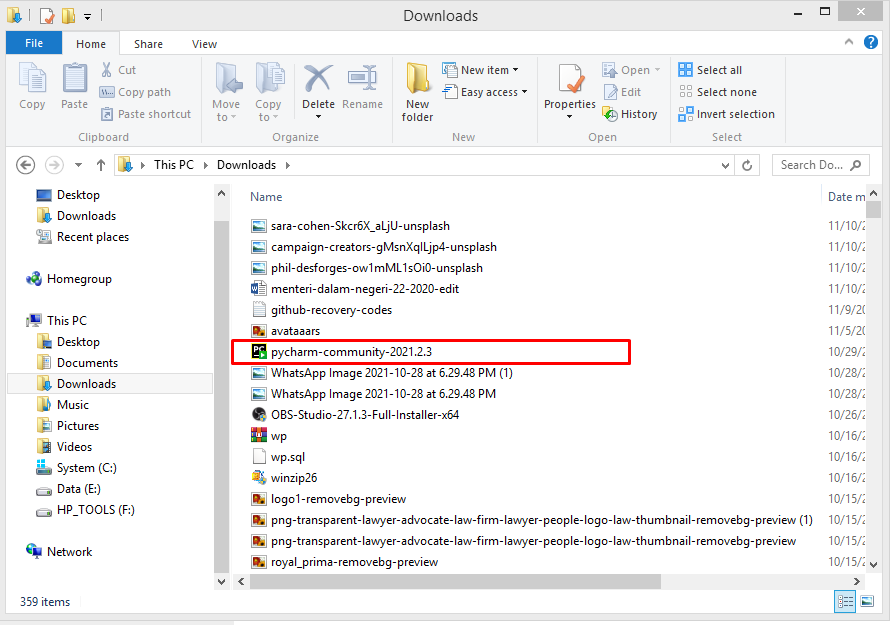 Downloads
File Home Share View
Copy Paste Cut Copy path Paste shortcut
Move to Copy to Delete Rename
New folder New item Easy access
Properties Open Edit History
Select all Select none Invert selection
Clipboard Organize New Open Select
This PC Downloads Search Do...
Desktop
Downloads
Recent places
Homegroup
This PC
Desktop
Documents
Downloads
Music
Pictures
Videos
System (C:)
Data (E:)
HP_TOOLS (F:)
Network
Name Date m
sara-cohen-Skcr6X_aLjU-unsplash 11/10/2
campaign-creators-gMsnXqILjp4-unsplash 11/10/2
phil-desforges-ow1mML1sOi0-unsplash 11/10/2
menteri-dalam-negeri-22-2020-edit 11/10/2
github-recovery-codes 11/9/20
avataaars 11/5/20
pycharm-community-2021.2.3 10/29/2
WhatsApp Image 2021-10-28 at 6.29.48 PM (1) 10/28/2
WhatsApp Image 2021-10-28 at 6.29.48 PM 10/28/2
OBS-Studio-27.1.3-Full-Installer-x64 10/26/2
wp 10/16/2
wp.sql 10/16/2
winzip26 10/16/2
logo1-removebg-preview 10/15/2
png-transparent-lawyer-advocate-law-firm-lawyer-people-logo-law-thumbnail-removebg-preview (1) 10/15/2
png-transparent-lawyer-advocate-law-firm-lawyer-people-logo-law-thumbnail-removebg-preview 10/15/2
royal_prima-removebg-preview 10/15/2
359 items